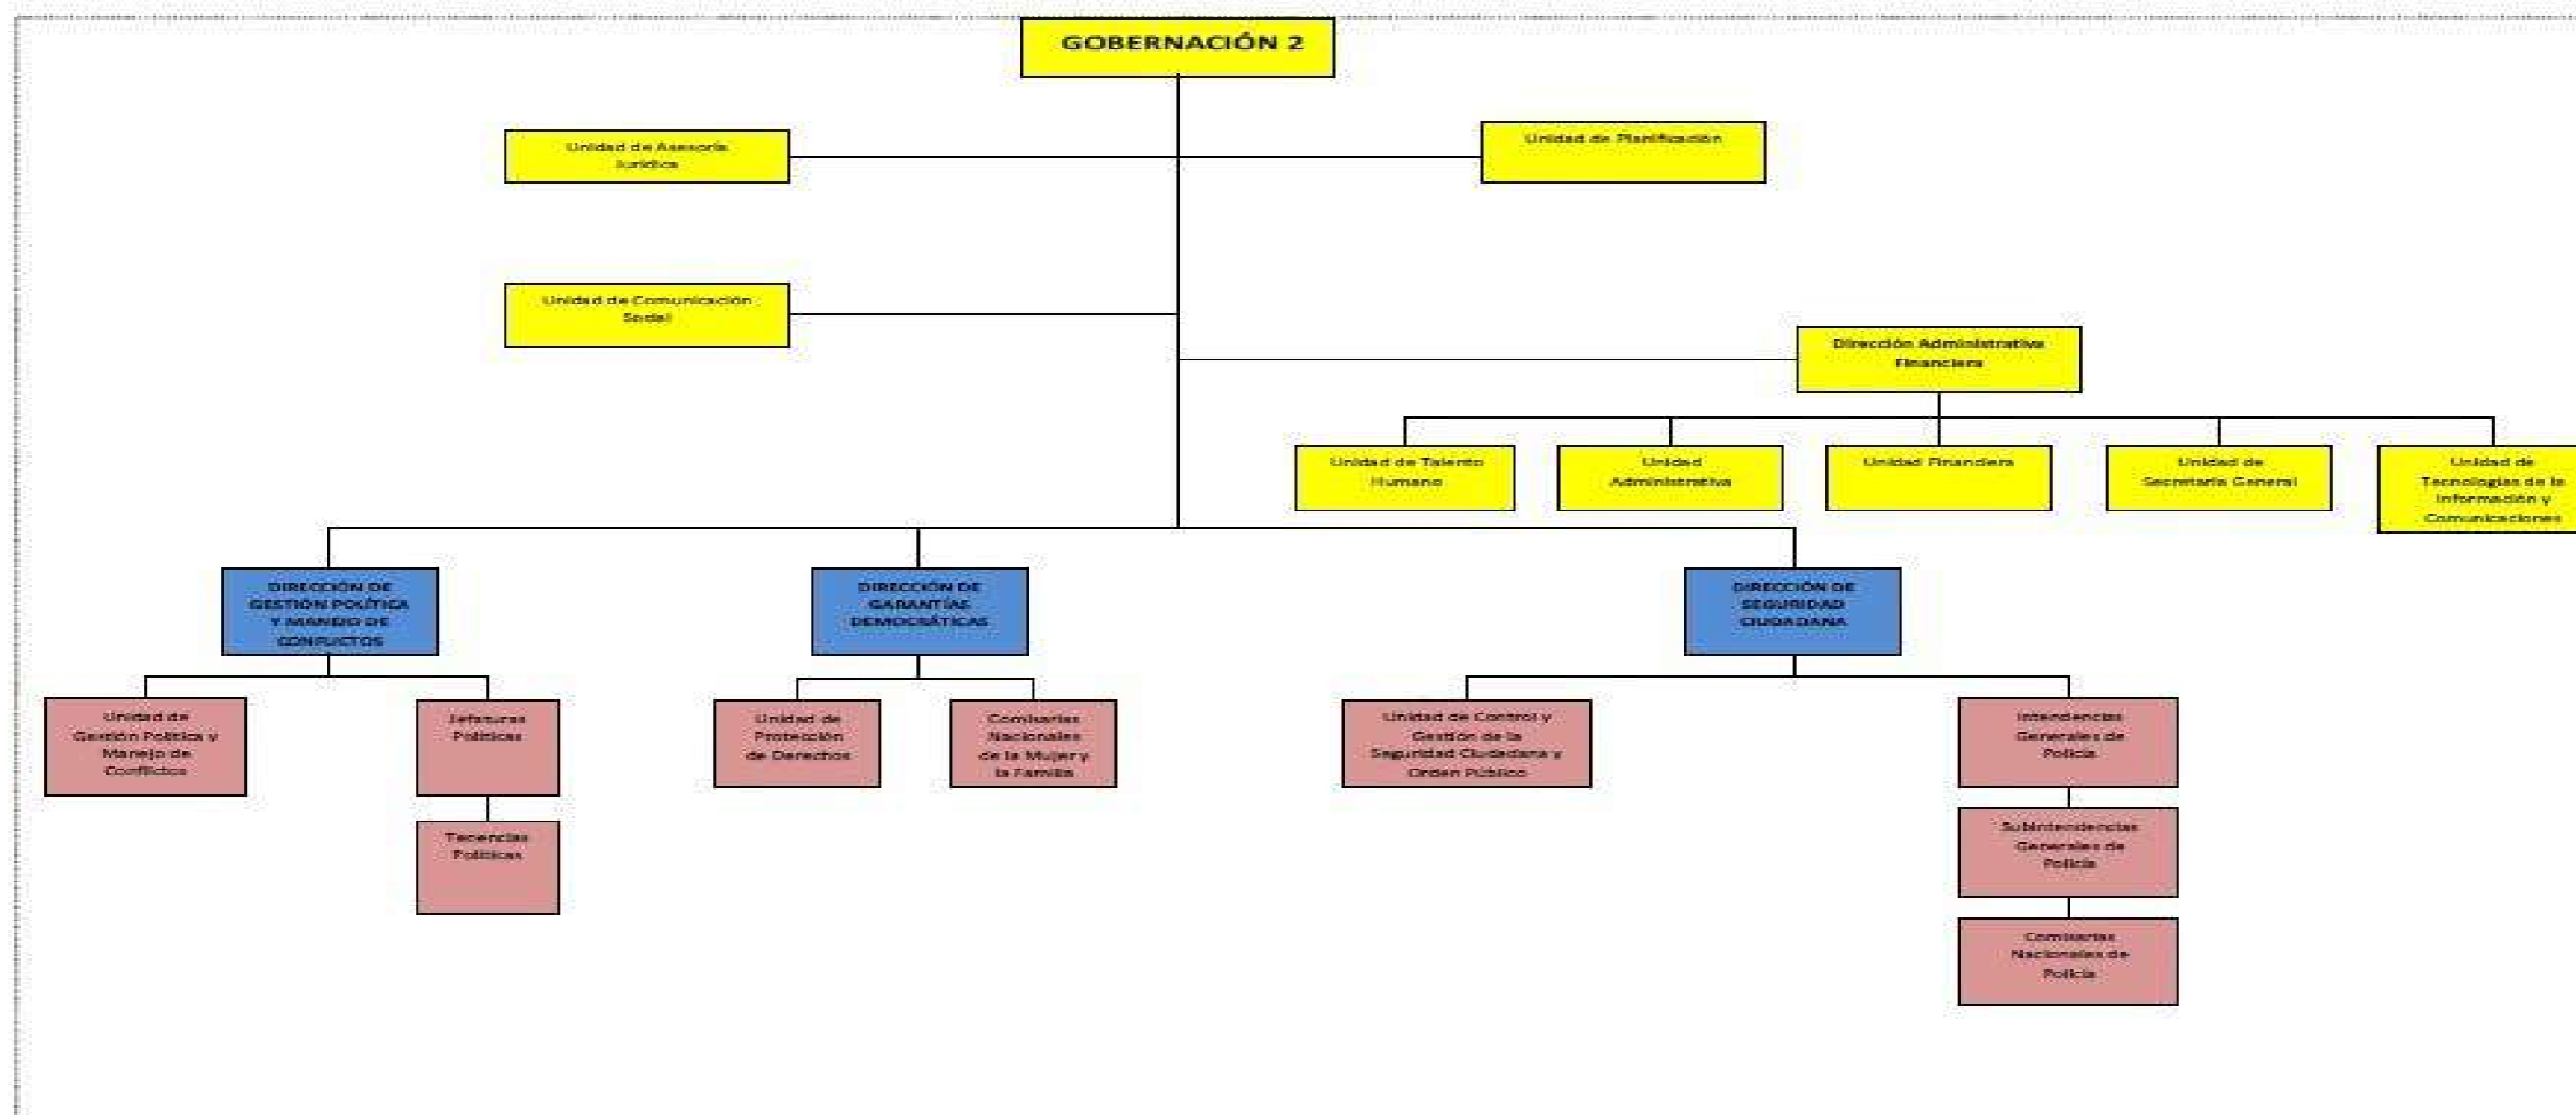 GOBERNACIÓN 2
Unidad de Asesoría
Jurídica
Unidad de Planificación
Unidad de Comunicación
Social
Dirección Administrativa
Financiera
Unidad de Talento
Humano
Unidad
Administrativa
Unidad Financiera
Unidad de
Secretaría General
Unidad de
Tecnologías de la
Información y
Comunicaciones
DIRECCIÓN DE
GESTIÓN POLÍTICA
Y MANEJO DE
CONFLICTOS
DIRECCIÓN DE
GARANTÍAS
DEMOCRÁTICAS
DIRECCIÓN DE
SEGURIDAD
CIUDADANA
Unidad de
Gestión Política y
Manejo de
Conflictos
Jefaturas
Políticas
Unidad de
Protección
de Derechos
Comisarías
Nacionales
de la Mujer y
la Familia
Unidad de Control y
Gestión de la
Seguridad Ciudadana y
Orden Público
Intendencias
Generales de
Policía
Tecencias
Políticas
Subintendencias
Generales de
Policía
Comisarías
Nacionales de
Policía